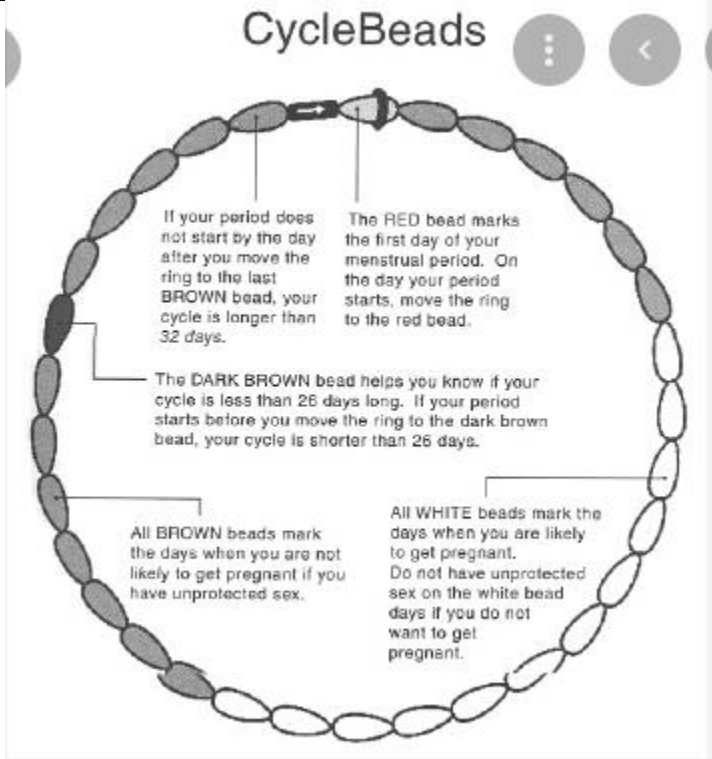 CycleBeads
If your period does
not start by the day
after you move the
ring to the last
BROWN bead, your
cycle is longer than
32 days.
The RED bead marks
the first day of your
menstrual period. On
the day your period
starts, move the ring
to the red bead.
The DARK BROWN bead helps you know if your
cycle is less than 26 days long. If your period
starts before you move the ring to the dark brown
bead, your cycle is shorter than 26 days.
All BROWN beads mark
the days when you are not
likely to get pregnant if you
have unprotected sex.
All WHITE beads mark the
days when you are likely
to get pregnant.
Do not have unprotected
sex on the white bead
days if you do not
want to get
pregnant.